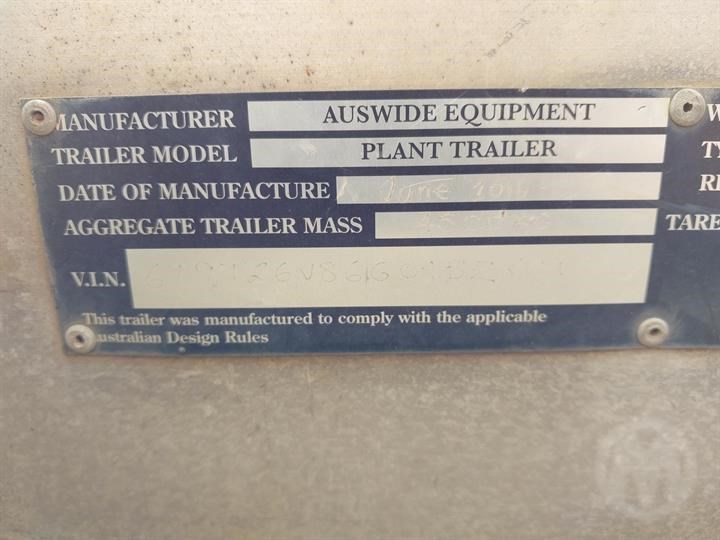 MANUFACTURER AUSWIDE EQUIPMENT
TRAILER MODEL PLANT TRAILER
DATE OF MANUFACTURE June
AGGREGATE TRAILER MASS TARE
V.I.N.
This trailer was manufactured to comply with the applicable
Australian Design Rules